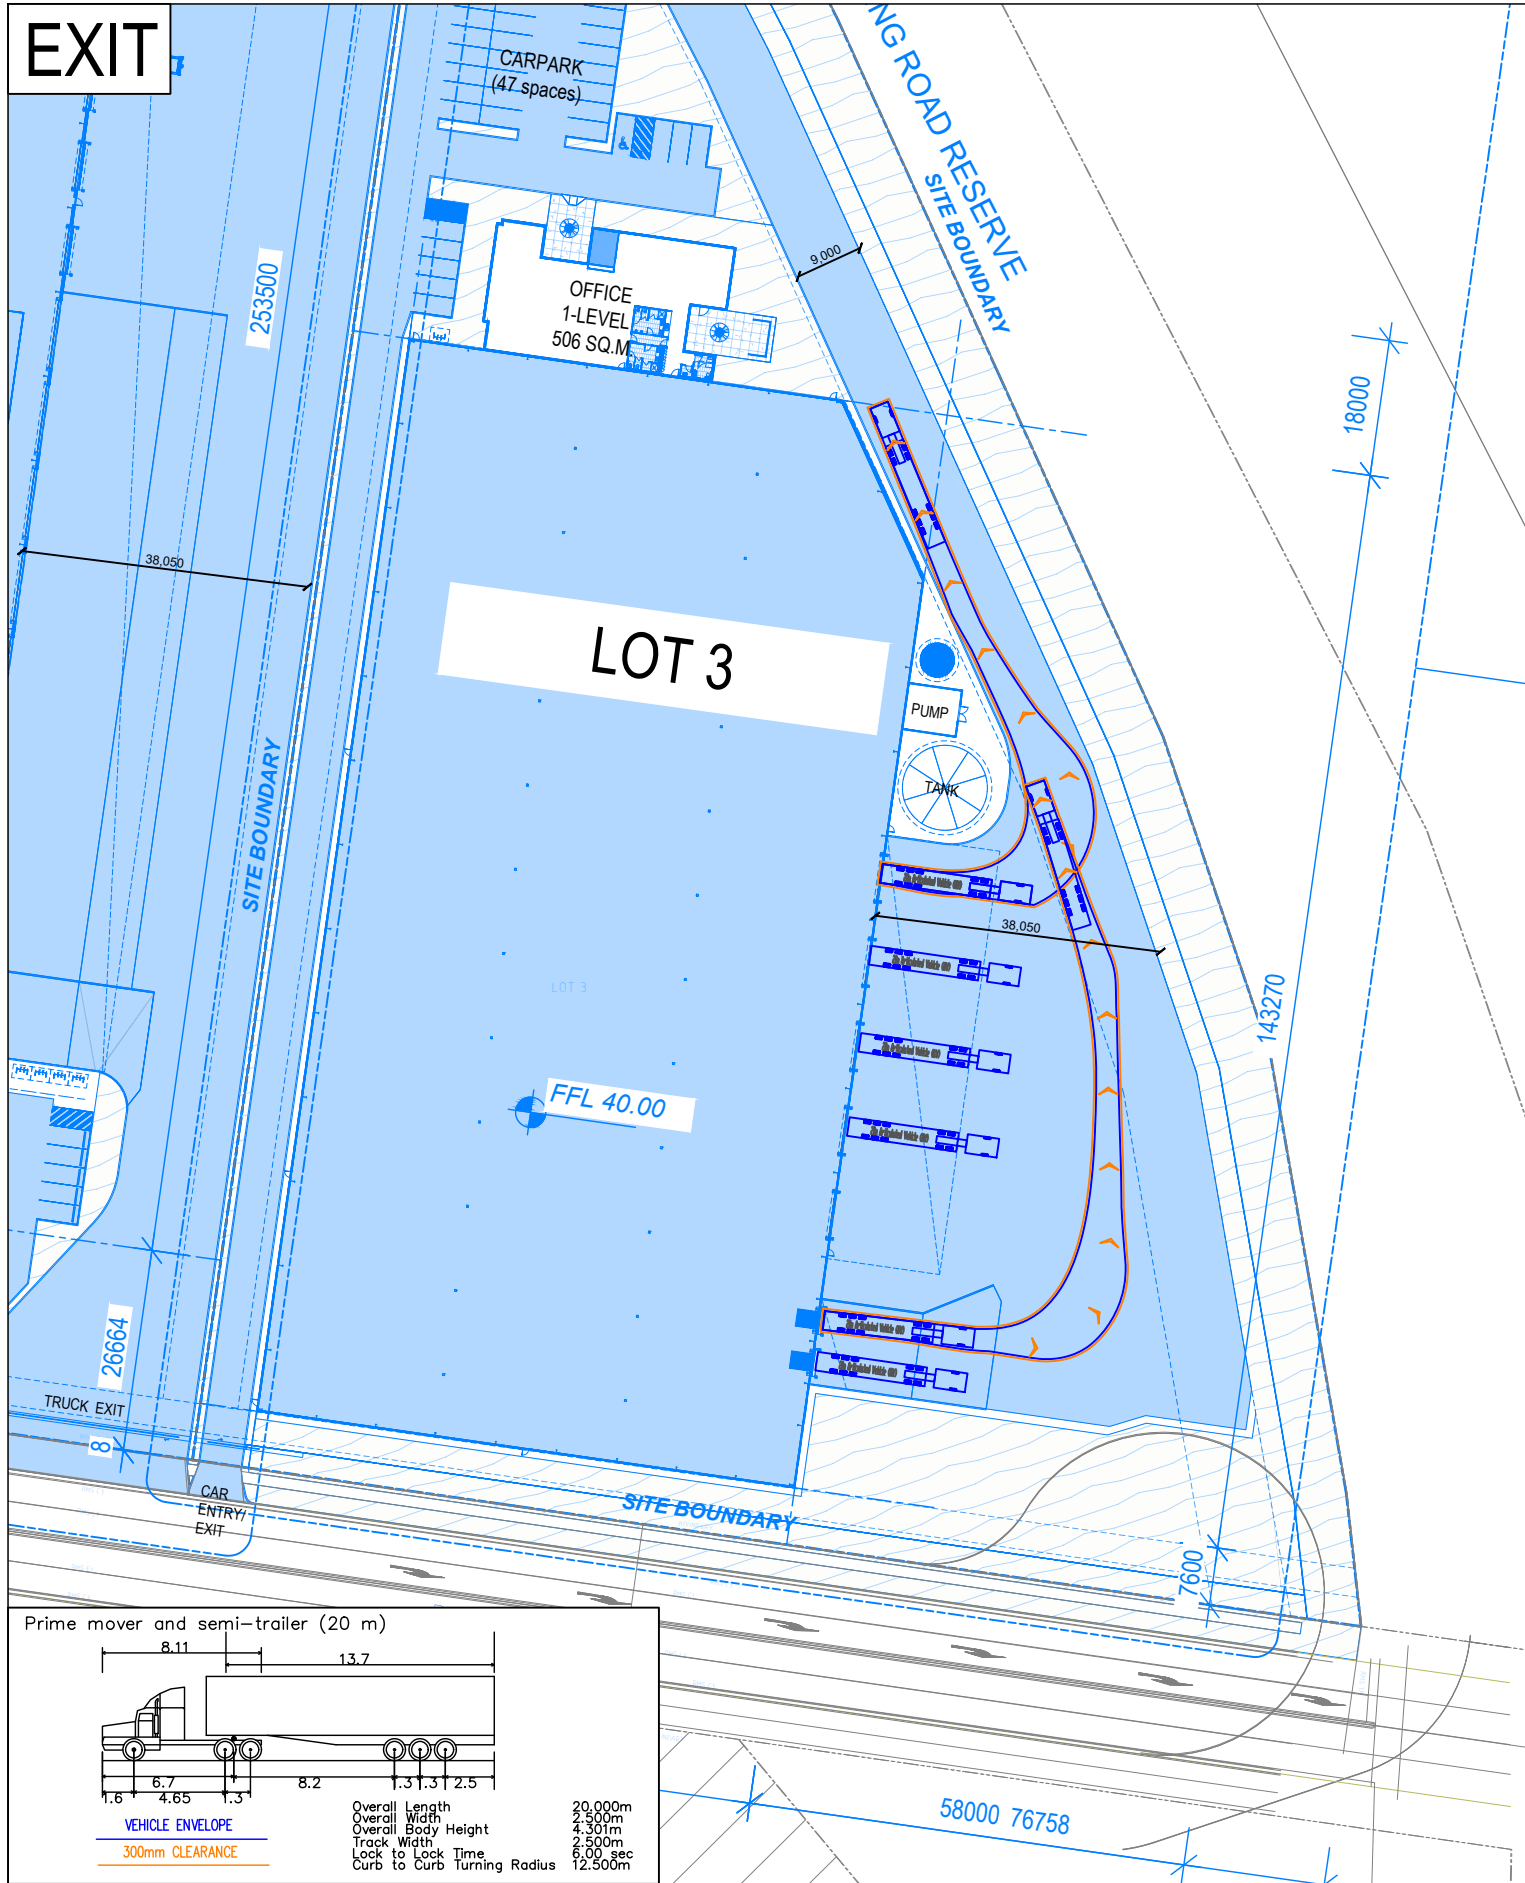 EXIT
CARPARK
(47 spaces)
NG ROAD RESERVE
SITE BOUNDARY
9,000
253500
OFFICE
1-LEVEL
506 SQ.M
18000
38,050
LOT 3
PUMP
TANK
SITE BOUNDARY
38,050
LOT 3
143270
FFL 40.00
26664
TRUCK EXIT
8
CAR
ENTRY/
EXIT
SITE BOUNDARY
7600
58000 76758
Prime mover and semi-trailer (20 m)
8.11
13.7
6.7
8.2
1.3
1.3
2.5
1.6
4.65
1.3
VEHICLE ENVELOPE
300mm CLEARANCE
Overall Length 20.000m
Overall Width 2.500m
Overall Body Height 4.301m
Track Width 2.500m
Lock to Lock Time 6.00 sec
Curb to Curb Turning Radius 12.500m